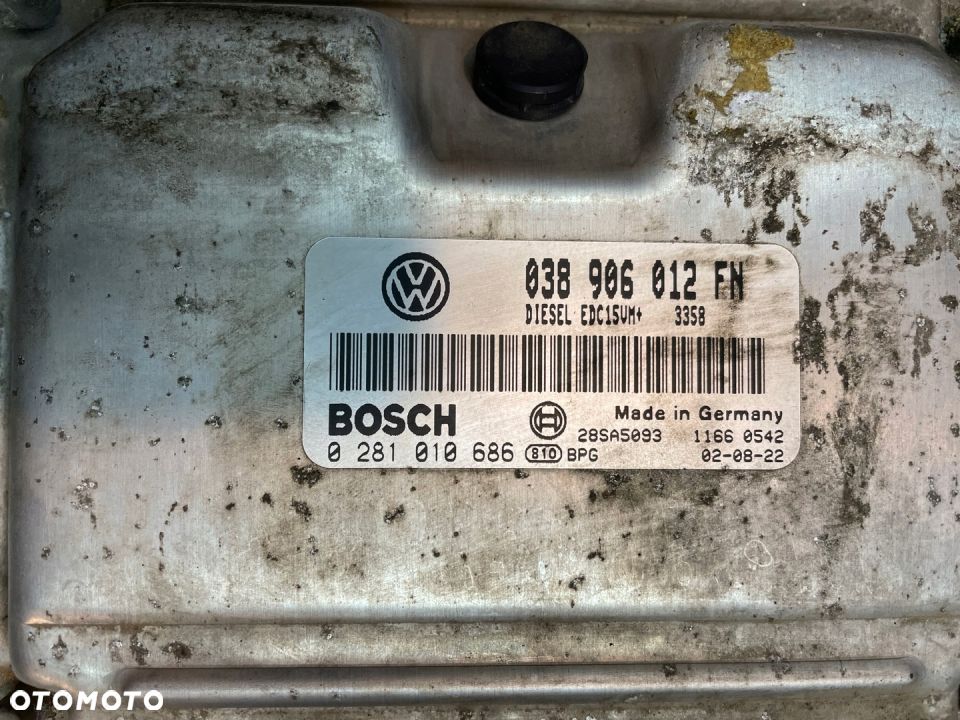 038 906 012 FN
DIESEL EDC15VM+ 3358
BOSCH
Made in Germany
28SA5093 1166 0542
0 281 010 686 810 BPG 02-08-22
OTOMOTO